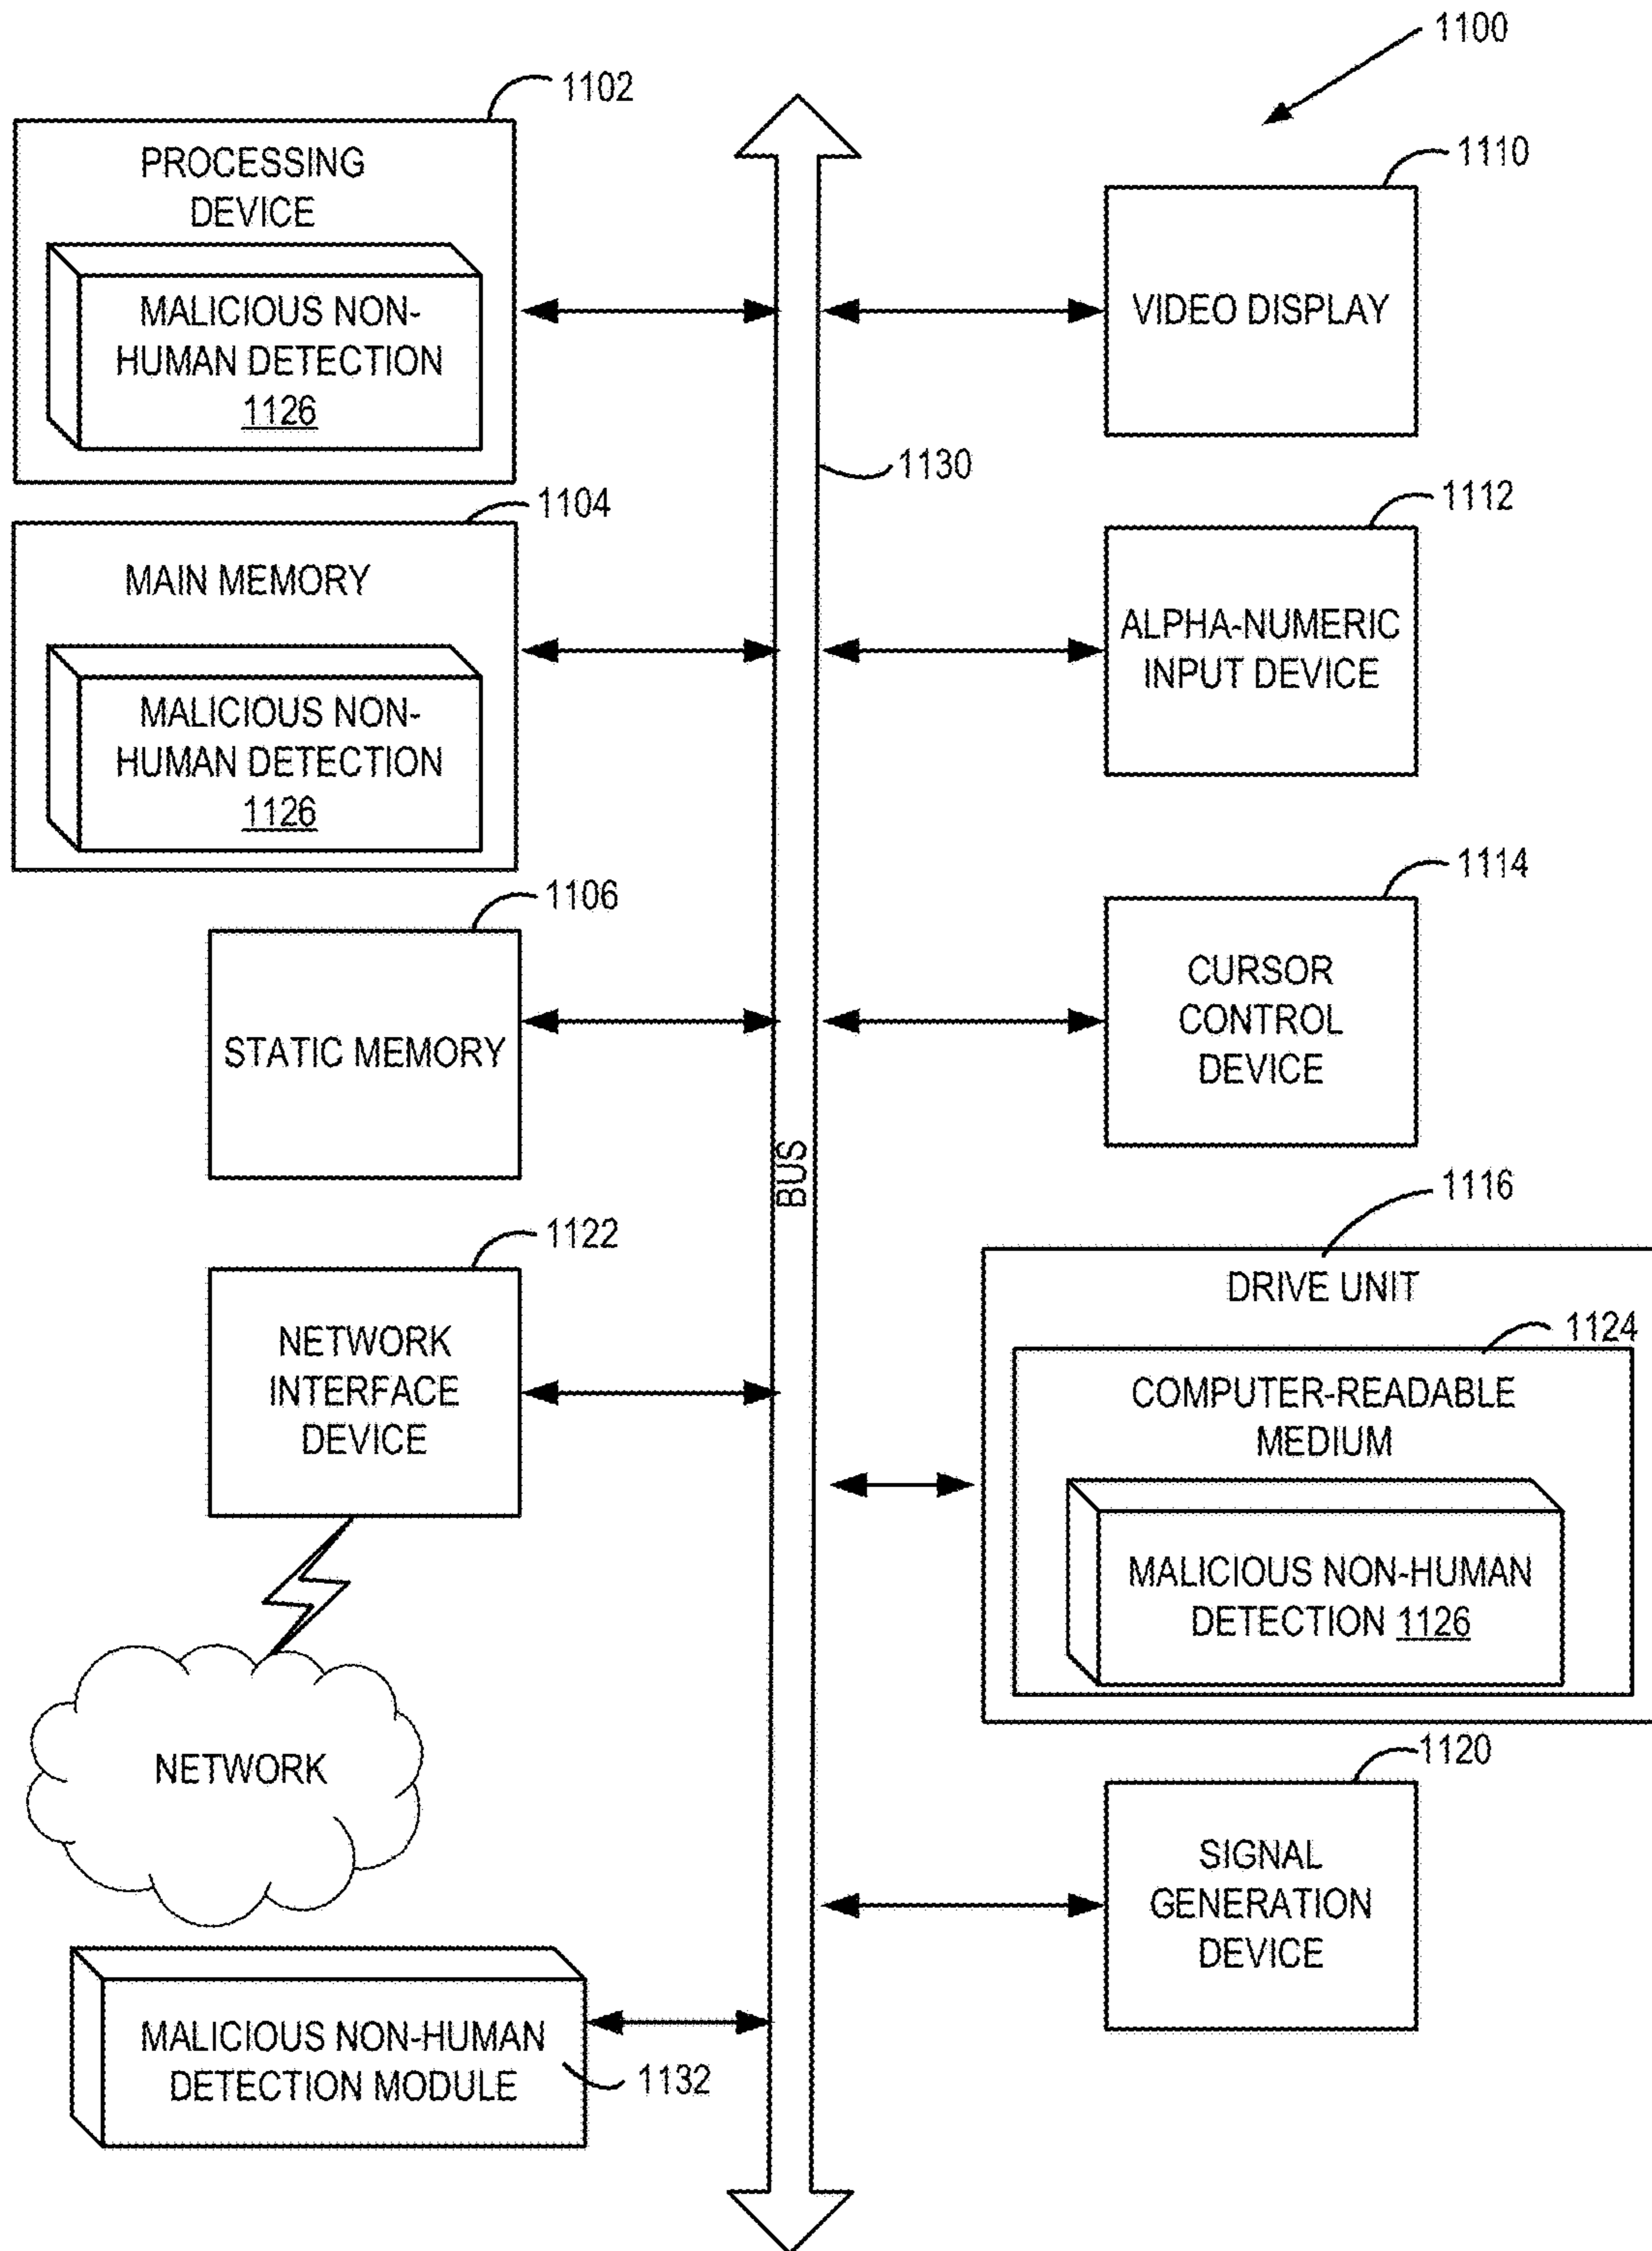 1100
1102
PROCESSING
DEVICE
MALICIOUS NON-
HUMAN DETECTION
1126
1104
MAIN MEMORY
MALICIOUS NON-
HUMAN DETECTION
1126
1106
STATIC MEMORY
1122
NETWORK
INTERFACE
DEVICE
NETWORK
MALICIOUS NON-HUMAN
DETECTION MODULE
1132
BUS
1130
1110
VIDEO DISPLAY
1112
ALPHA-NUMERIC
INPUT DEVICE
1114
CURSOR
CONTROL
DEVICE
1116
DRIVE UNIT
1124
COMPUTER-READABLE
MEDIUM
MALICIOUS NON-HUMAN
DETECTION 1126
1120
SIGNAL
GENERATION
DEVICE